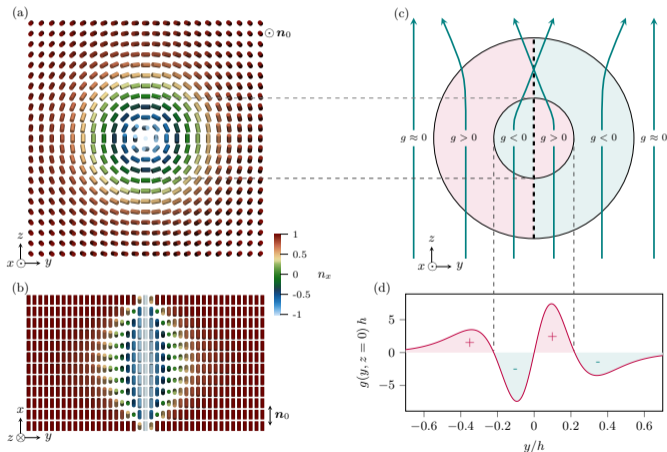 (a)
⊙ n₀
z
x ⊙ y
1
0.5
0
-0.5
-1
nₓ
(b)
x
z ⊗ y
n₀
(c)
g ≈ 0
g > 0
g < 0
g > 0
g < 0
g ≈ 0
z
x ⊙ y
(d)
g(y, z = 0) h
5
0
-5
+
-
+
-
−0.6
−0.4
−0.2
0
0.2
0.4
0.6
y/h